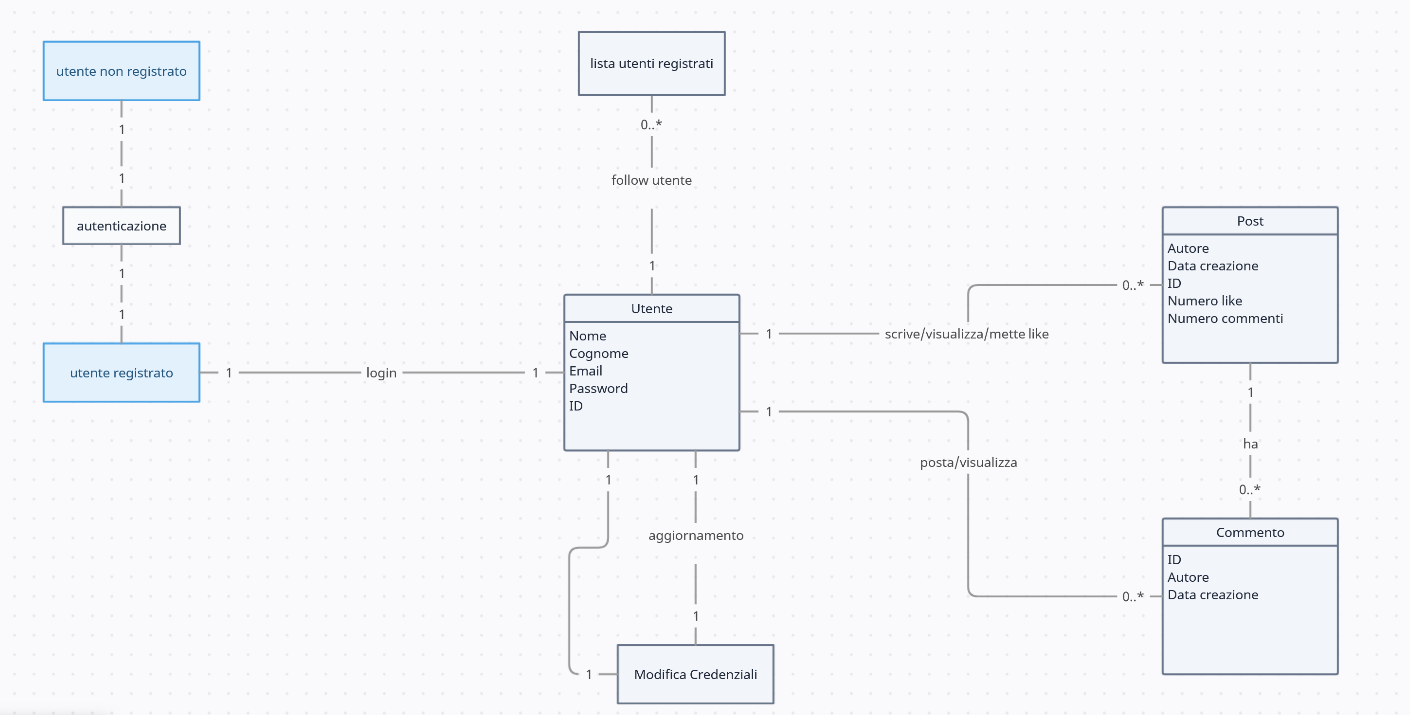 utente non registrato
1
1
autenticazione
1
1
utente registrato
1
login
1
lista utenti registrati
0..*
follow utente
1
Utente
Nome
Cognome
Email
Password
ID
1
scrive/visualizza/mette like
0..*
1
posta/visualizza
0..*
1
1
aggiornamento
1
1
Modifica Credenziali
Post
Autore
Data creazione
ID
Numero like
Numero commenti
1
ha
0..*
Commento
ID
Autore
Data creazione